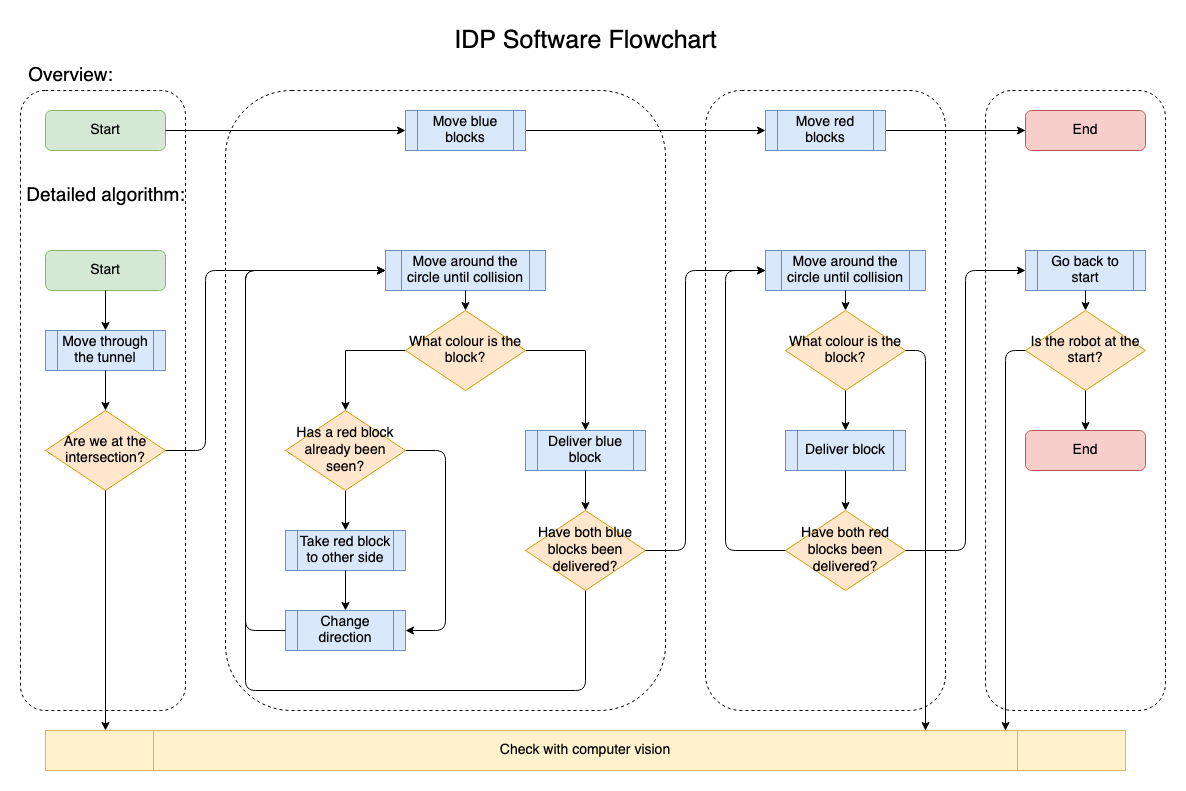 IDP Software Flowchart
Overview:
Start
Move blue
blocks
Move red
blocks
End
Detailed algorithm:
Start
Move through
the tunnel
Are we at the
intersection?
Move around the
circle until collision
What colour is the
block?
Has a red block
already been
seen?
Take red block
to other side
Change
direction
Deliver blue
block
Have both blue
blocks been
delivered?
Move around the
circle until collision
What colour is the
block?
Deliver block
Have both red
blocks been
delivered?
Go back to
start
Is the robot at the
start?
End
Check with computer vision